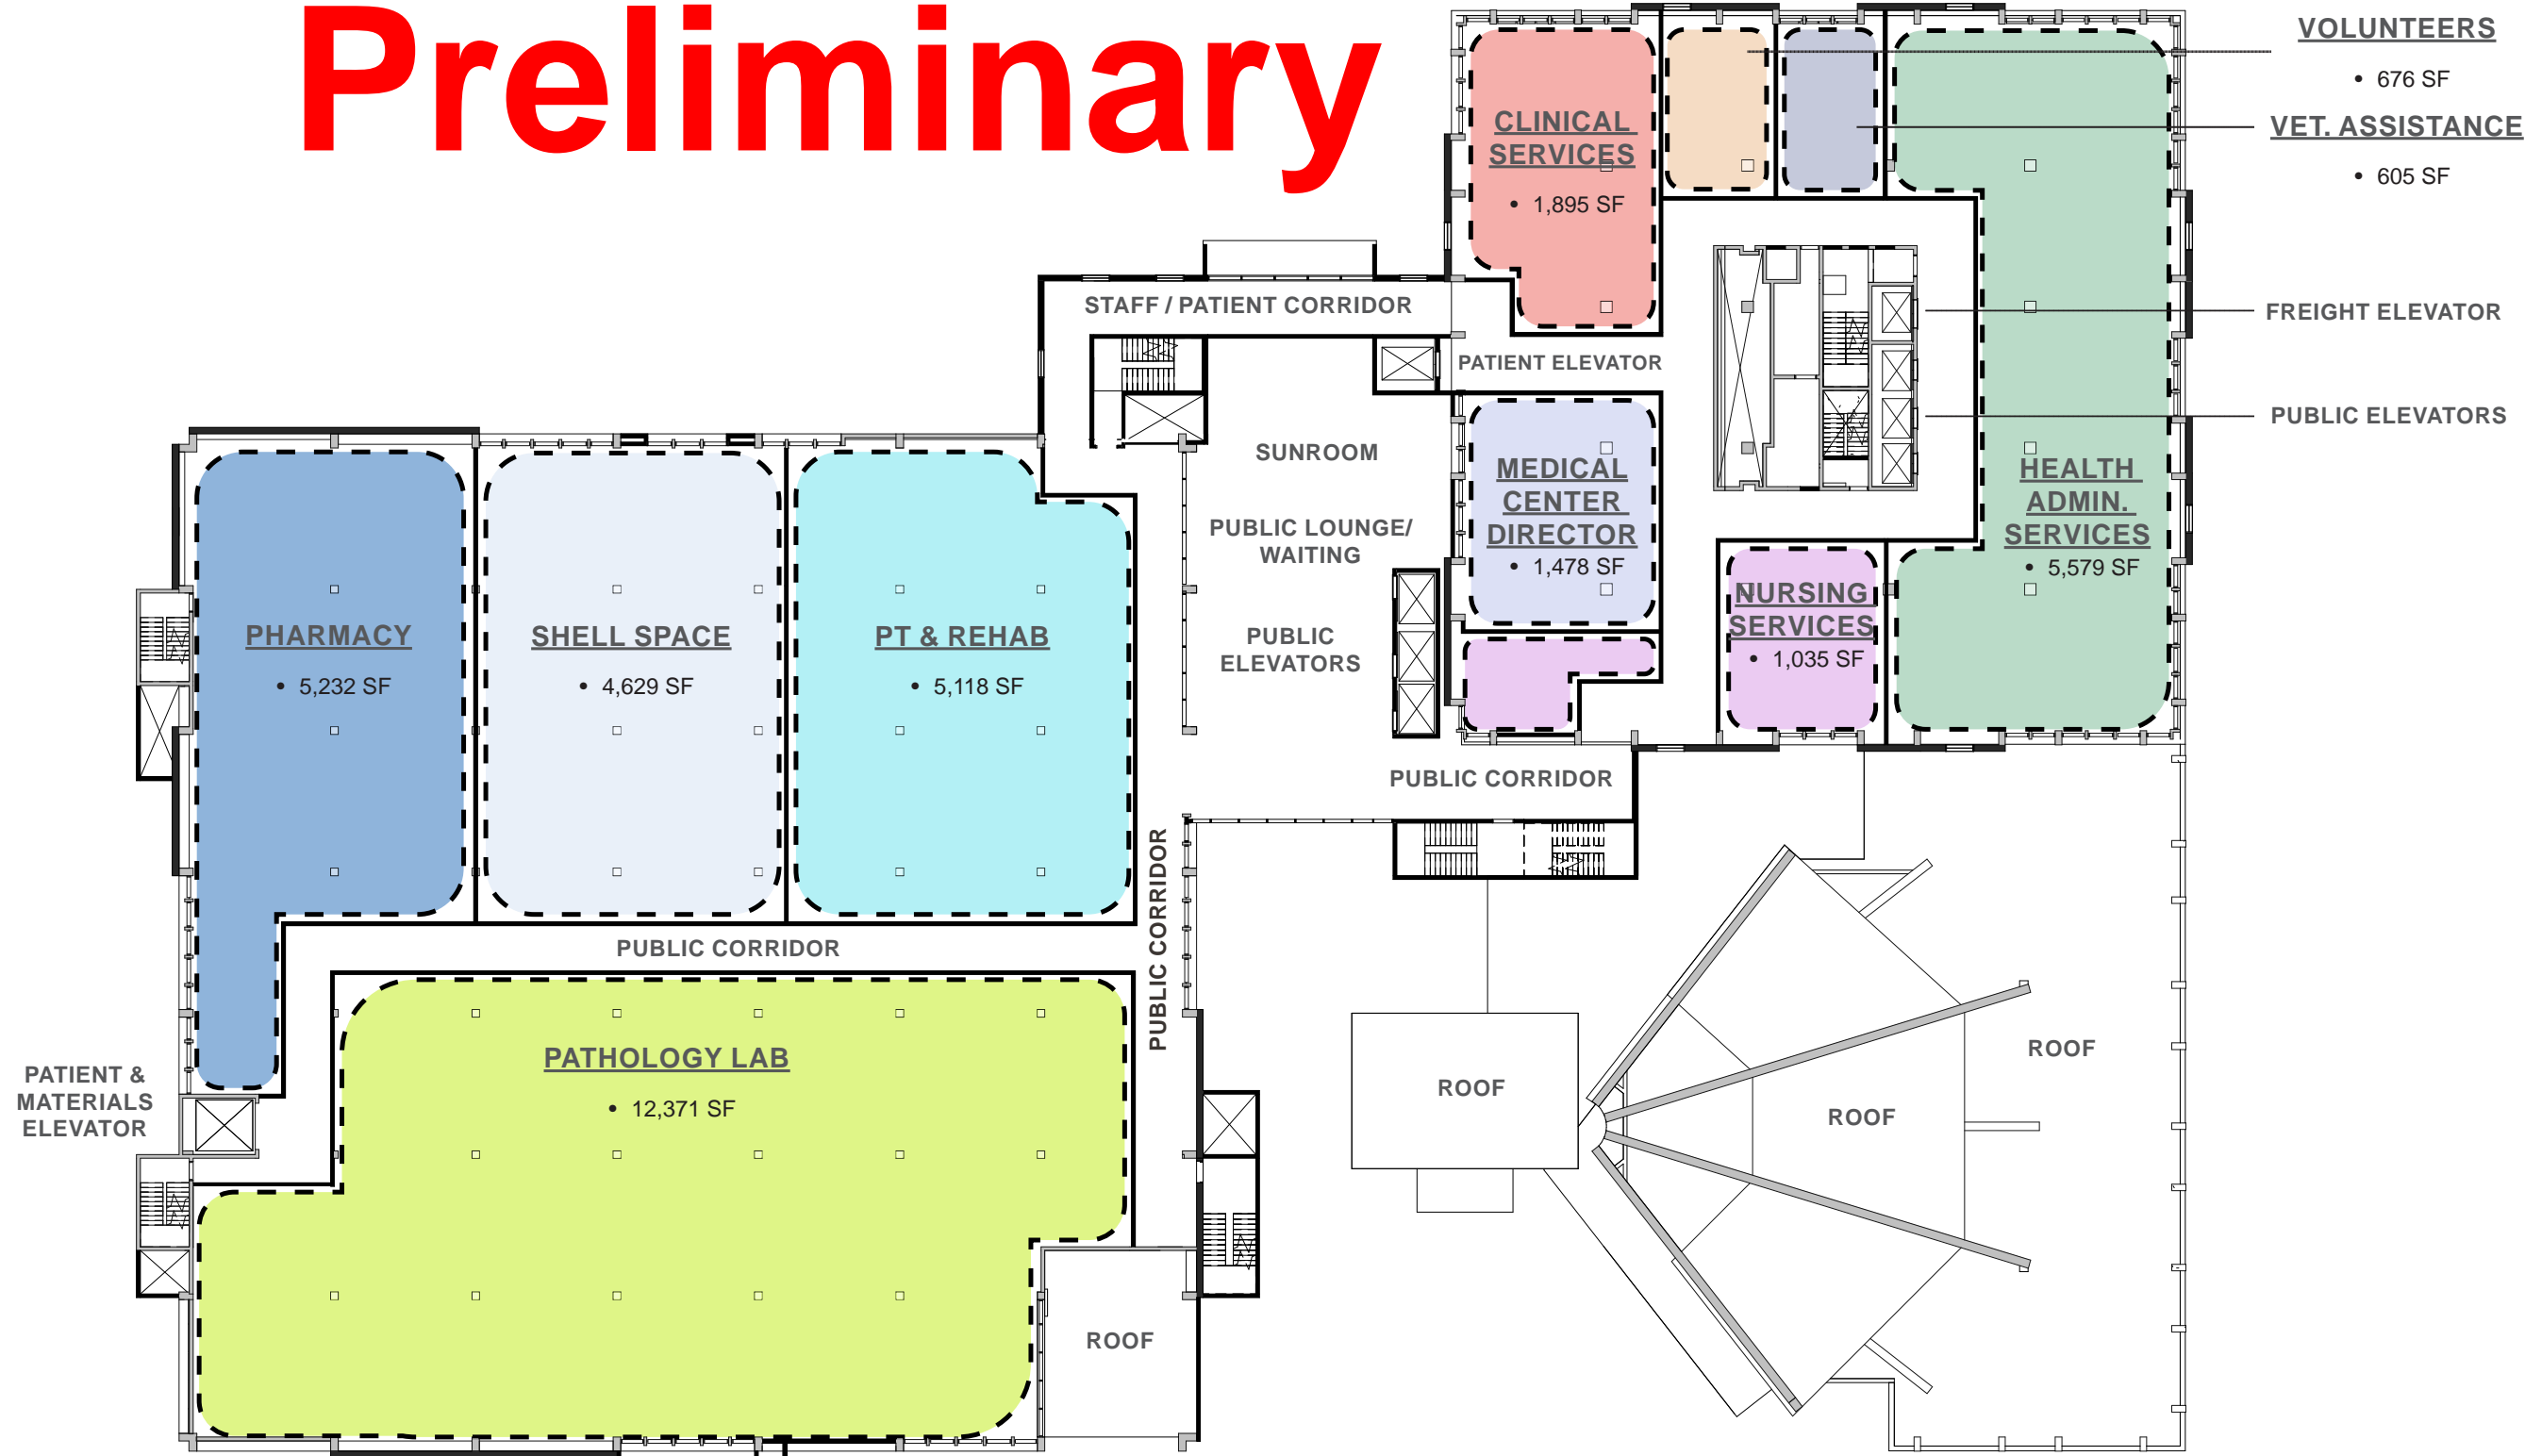 Preliminary
VOLUNTEERS
• 676 SF
VET. ASSISTANCE
• 605 SF
CLINICAL
SERVICES
• 1,895 SF
STAFF / PATIENT CORRIDOR
FREIGHT ELEVATOR
PATIENT ELEVATOR
PUBLIC ELEVATORS
SUNROOM
PUBLIC LOUNGE/
WAITING
PUBLIC
ELEVATORS
MEDICAL
CENTER
DIRECTOR
• 1,478 SF
HEALTH
ADMIN.
SERVICES
• 5,579 SF
NURSING
SERVICES
• 1,035 SF
PHARMACY
• 5,232 SF
SHELL SPACE
• 4,629 SF
PT & REHAB
• 5,118 SF
PUBLIC CORRIDOR
PUBLIC CORRIDOR
PUBLIC CORRIDOR
PATHOLOGY LAB
• 12,371 SF
PATIENT &
MATERIALS
ELEVATOR
ROOF
ROOF
ROOF
ROOF